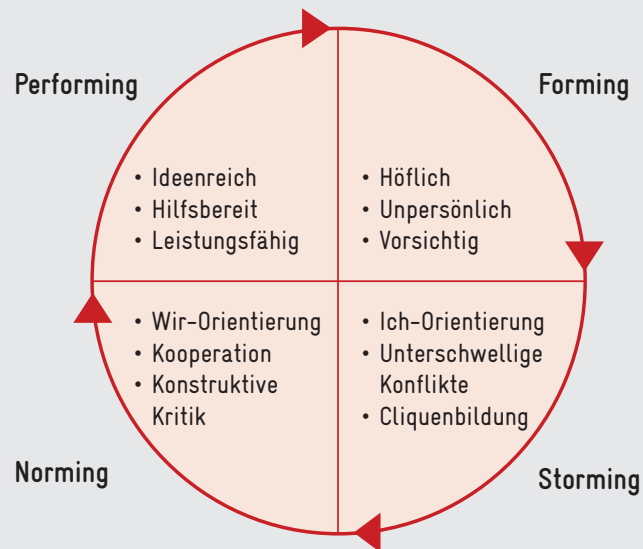 Performing
Forming
• Ideenreich
• Hilfsbereit
• Leistungsfähig
• Höflich
• Unpersönlich
• Vorsichtig
• Wir-Orientierung
• Kooperation
• Konstruktive
Kritik
• Ich-Orientierung
• Unterschwellige
Konflikte
• Cliquenbildung
Norming
Storming